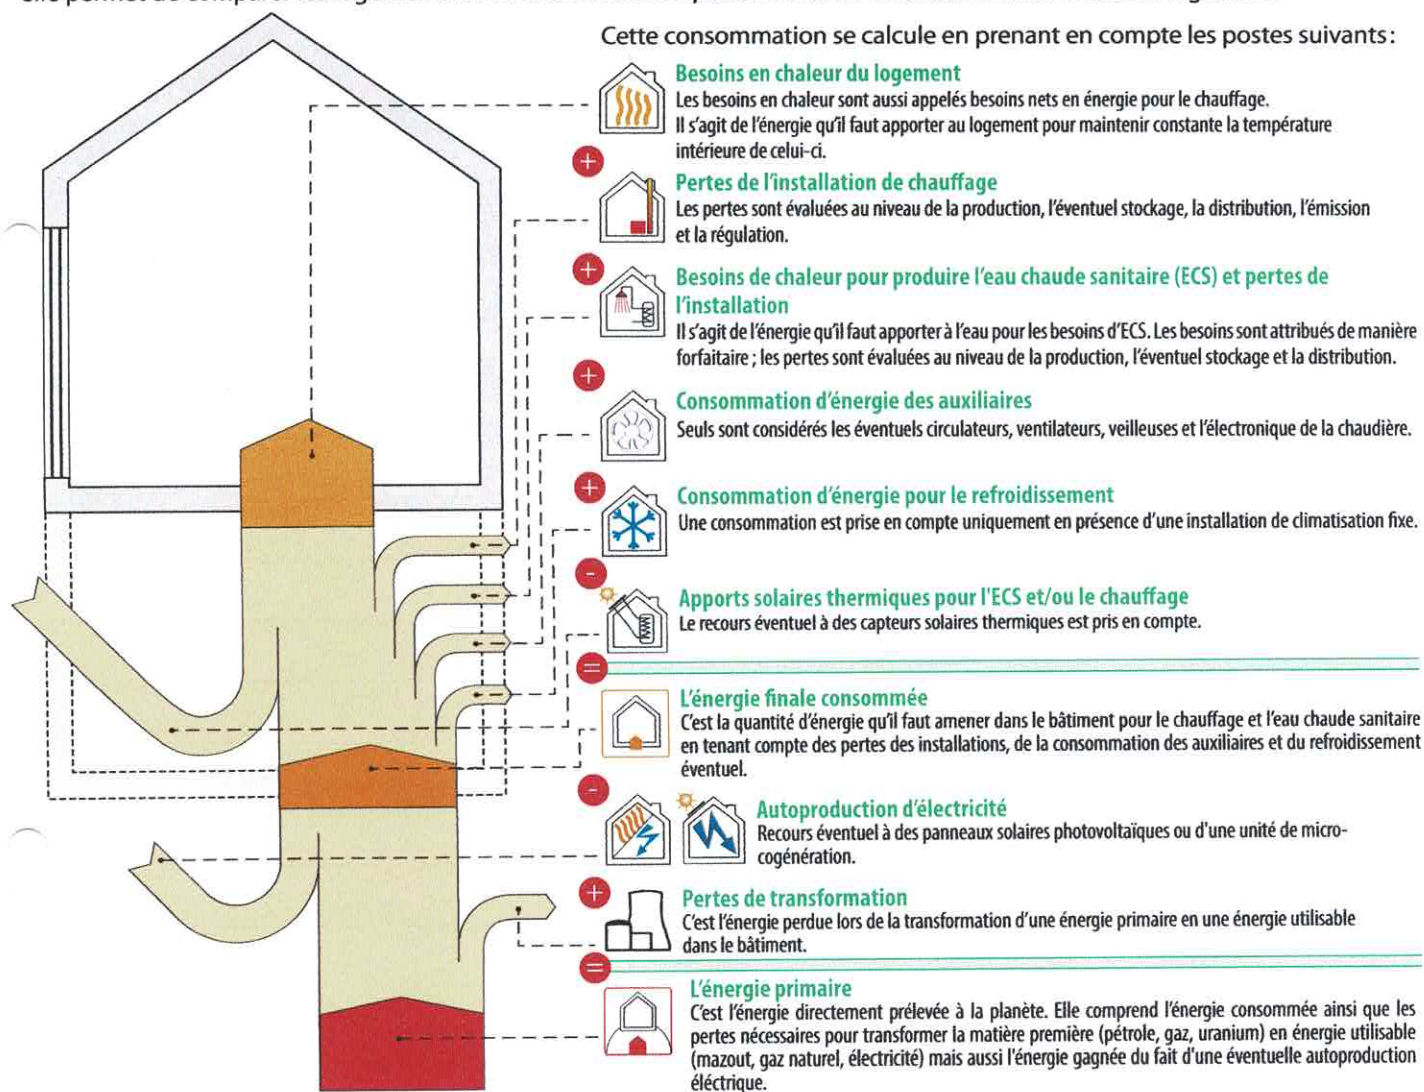 Cette consommation se calcule en prenant en compte les postes suivants:
Besoins en chaleur du logement
Les besoins en chaleur sont aussi appelés besoins nets en énergie pour le chauffage.
Il s'agit de l'énergie qu'il faut apporter au logement pour maintenir constante la température
intérieure de celui-ci.
+
Pertes de l'installation de chauffage
Les pertes sont évaluées au niveau de la production, l'éventuel stockage, la distribution, l'émission
et la régulation.
+
Besoins de chaleur pour produire l'eau chaude sanitaire (ECS) et pertes de
l'installation
Il s'agit de l'énergie qu'il faut apporter à l'eau pour les besoins d'ECS. Les besoins sont attribués de manière
forfaitaire ; les pertes sont évaluées au niveau de la production, l'éventuel stockage et la distribution.
+
Consommation d'énergie des auxiliaires
Seuls sont considérés les éventuels circulateurs, ventilateurs, veilleuses et l'électronique de la chaudière.
+
Consommation d'énergie pour le refroidissement
Une consommation est prise en compte uniquement en présence d'une installation de climatisation fixe.
-
Apports solaires thermiques pour l'ECS et/ou le chauffage
Le recours éventuel à des capteurs solaires thermiques est pris en compte.
=
L'énergie finale consommée
C'est la quantité d'énergie qu'il faut amener dans le bâtiment pour le chauffage et l'eau chaude sanitaire
en tenant compte des pertes des installations, de la consommation des auxiliaires et du refroidissement
éventuel.
-
Autoproduction d'électricité
Recours éventuel à des panneaux solaires photovoltaïques ou d'une unité de micro-
cogénération.
+
Pertes de transformation
C'est l'énergie perdue lors de la transformation d'une énergie primaire en une énergie utilisable
dans le bâtiment.
=
L'énergie primaire
C'est l'énergie directement prélevée à la planète. Elle comprend l'énergie consommée ainsi que les
pertes nécessaires pour transformer la matière première (pétrole, gaz, uranium) en énergie utilisable
(mazout, gaz naturel, électricité) mais aussi l'énergie gagnée du fait d'une éventuelle autoproduction
éléctrique.